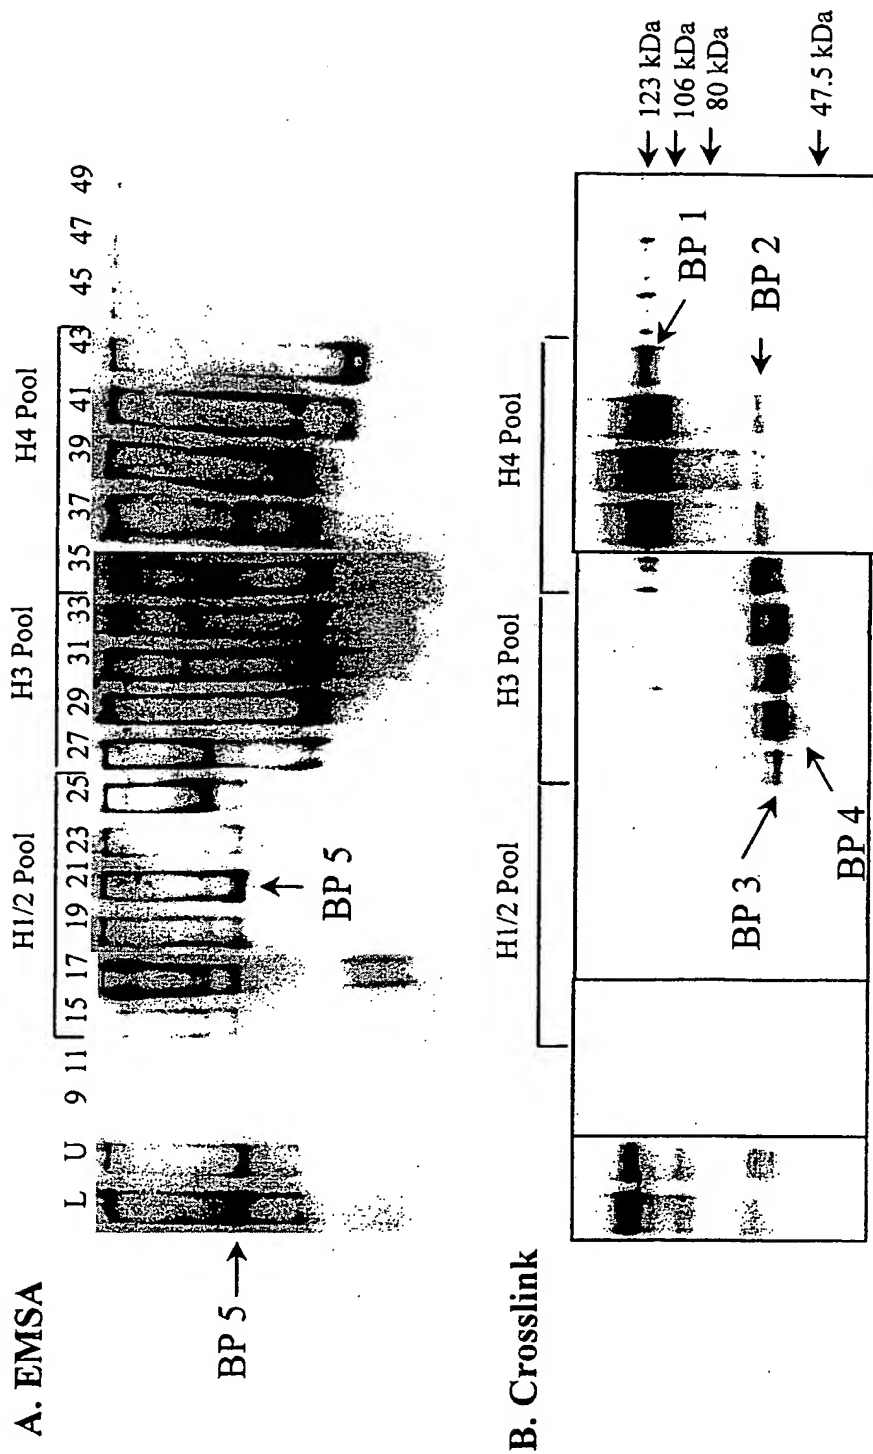 A. EMSA
H1/2 Pool H3 Pool H4 Pool
L U 9 11 15 17 19 21 23 25 27 29 31 33 35 37 39 41 43 45 47 49
BP 5
BP 5
B. Crosslink
H1/2 Pool H3 Pool H4 Pool
123 kDa
106 kDa
80 kDa
47.5 kDa
BP 1
BP 2
BP 3
BP 4